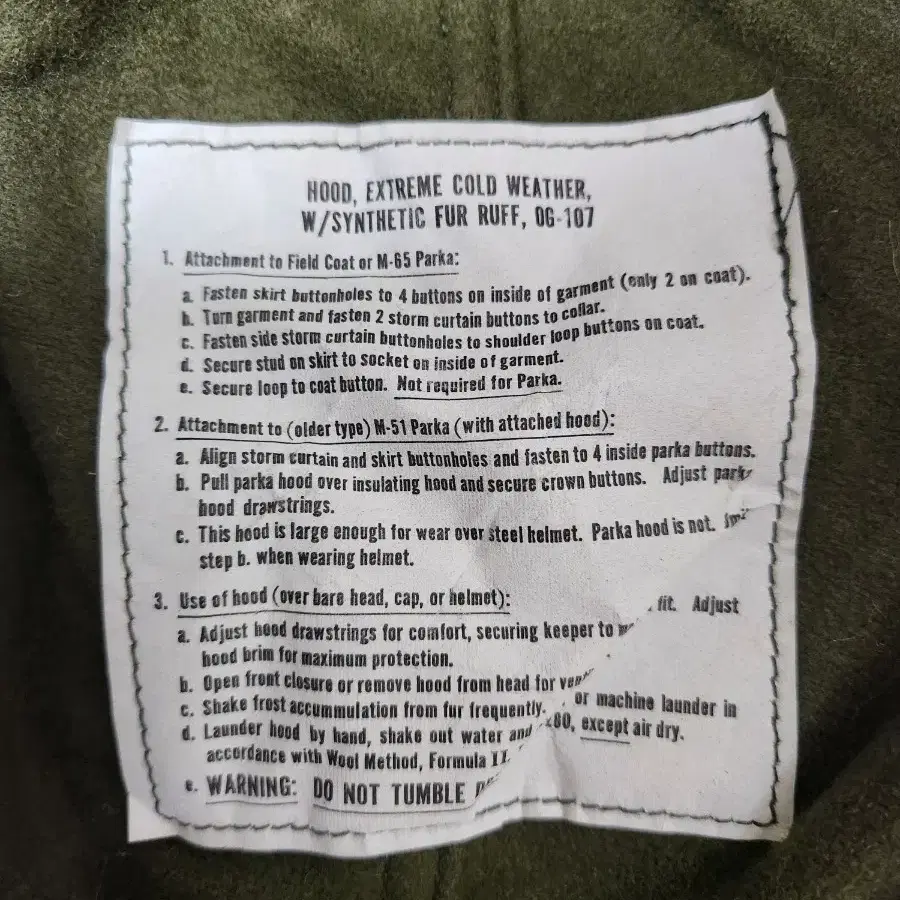 HOOD, EXTREME COLD WEATHER,
W/SYNTHETIC FUR RUFF, OG-107
1. Attachment to Field Coat or M-65 Parka:
a. Fasten skirt buttonholes to 4 buttons on inside of garment (only 2 on coat).
b. Turn garment and fasten 2 storm curtain buttons to collar.
c. Fasten side storm curtain buttonholes to shoulder loop buttons on coat.
d. Secure stud on skirt to socket on inside of garment.
e. Secure loop to coat button. Not required for Parka.
2. Attachment to (older type) M-51 Parka (with attached hood):
a. Align storm curtain and skirt buttonholes and fasten to 4 inside parka buttons.
b. Pull parka hood over insulating hood and secure crown buttons. Adjust
hood drawstrings.
c. This hood is large enough for wear over steel helmet. Parka hood is not.
step b. when wearing helmet.
3. Use of hood (over bare head, cap, or helmet):
a. Adjust hood drawstrings for comfort, securing keeper to fit. Adjust
hood brim for maximum protection.
b. Open front closure or remove hood from head for
c. Shake frost accummulation from fur frequently.
d. Launder hood by hand, shake out water and or machine launder in
accordance with Wool Method, Formula II, except air dry.
e. WARNING: DO NOT TUMBLE